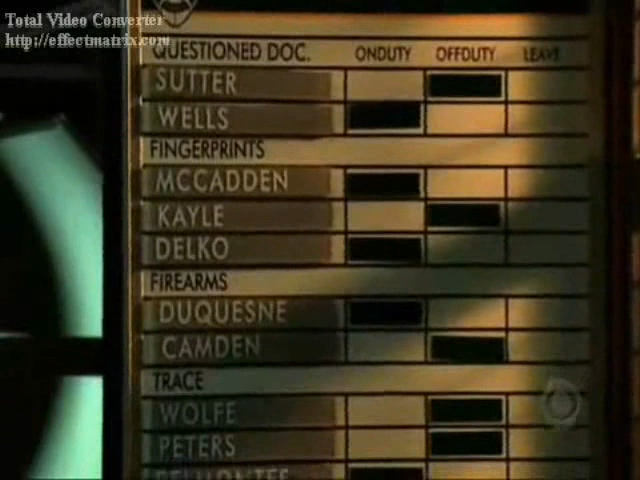 Total Video Converter
http://effectmatrix.com
QUESTIONED DOC. ONDUTY OFFDUTY LEAVE
SUTTER
WELLS
FINGERPRINTS
MCCADDEN
KAYLE
DELKO
FIREARMS
DUQUESNE
CAMDEN
TRACE
WOLFE
PETERS